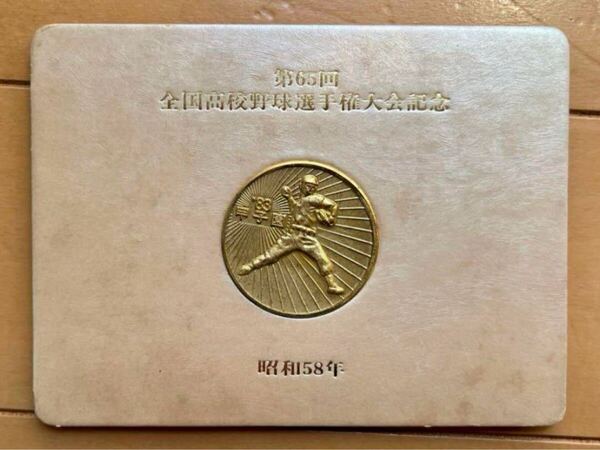 第65回
全国高校野球選手権大会記念
'83
甲子園
昭和58年